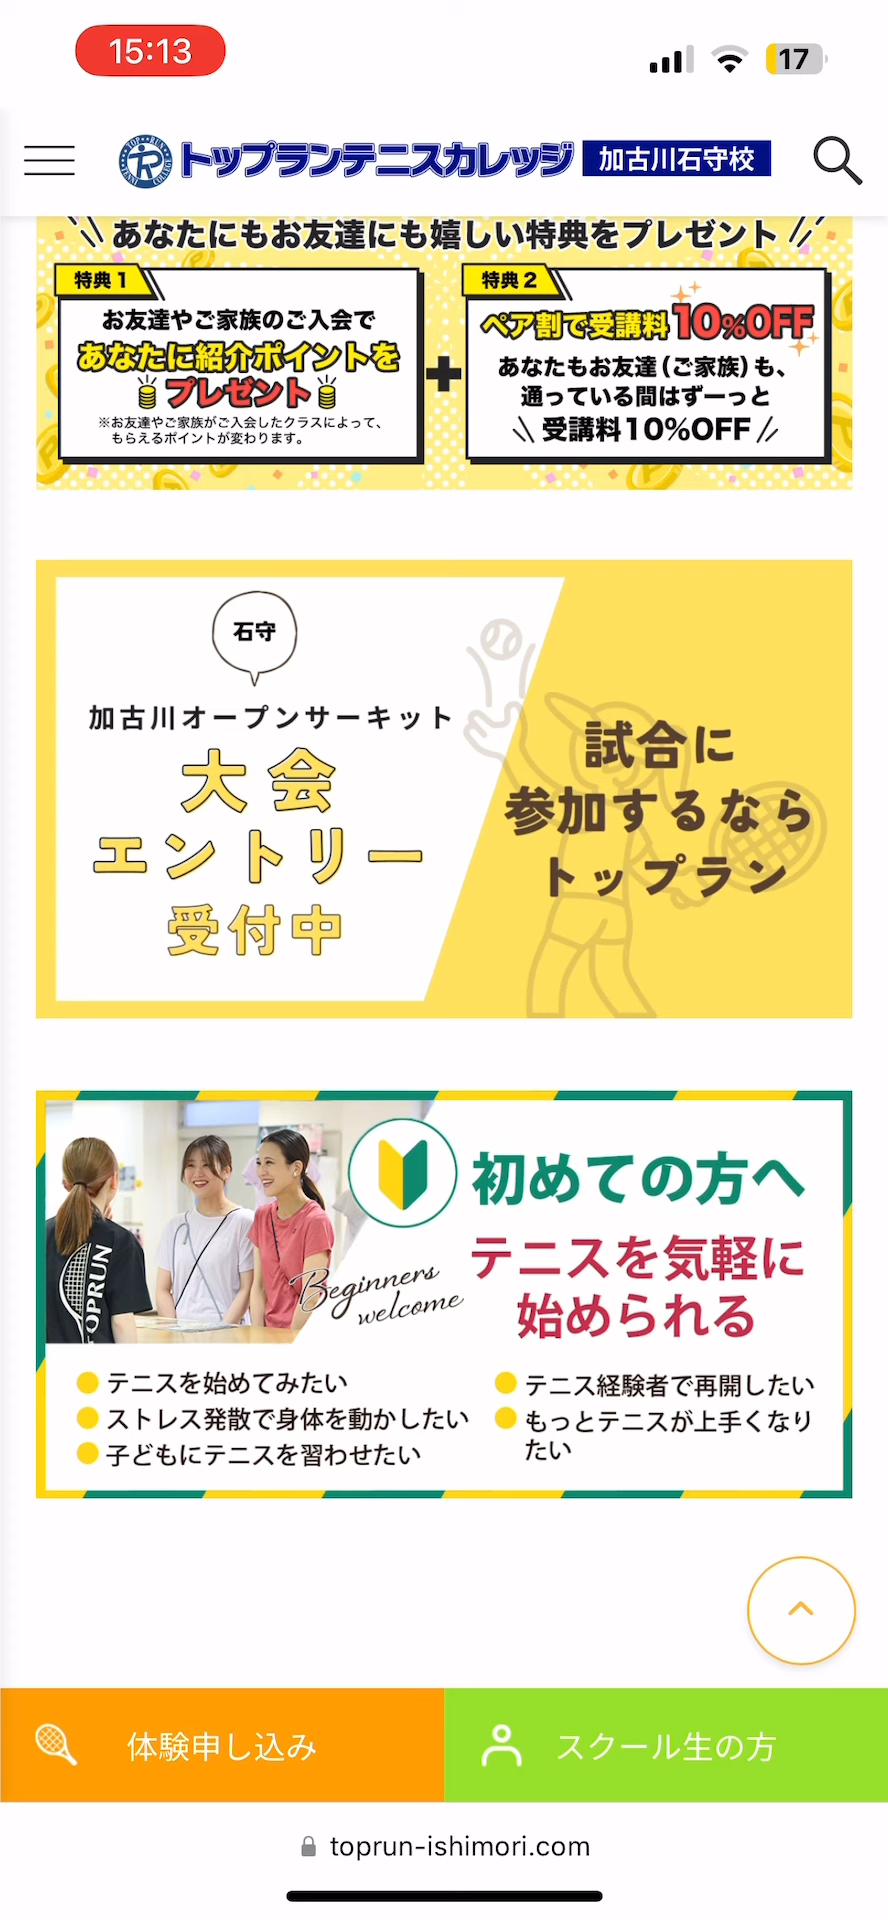 15:13
17
トップランテニスカレッジ 加古川石守校
あなたにもお友達にも嬉しい特典をプレゼント
特典1
お友達やご家族のご入会で
あなたに紹介ポイントを
プレゼント
※お友達やご家族がご入会したクラスによって、
もらえるポイントが変わります。
+
特典2
ペア割で受講料10%OFF
あなたもお友達(ご家族)も、
通っている間はずーっと
受講料10%OFF
石守
加古川オープンサーキット
大会
エントリー
受付中
試合に
参加するなら
トップラン
TOPRUN
Beginners
welcome
初めての方へ
テニスを気軽に
始められる
テニスを始めてみたい
ストレス発散で身体を動かしたい
子どもにテニスを習わせたい
テニス経験者で再開したい
もっとテニスが上手くなり
たい
体験申し込み
スクール生の方
toprun-ishimori.com